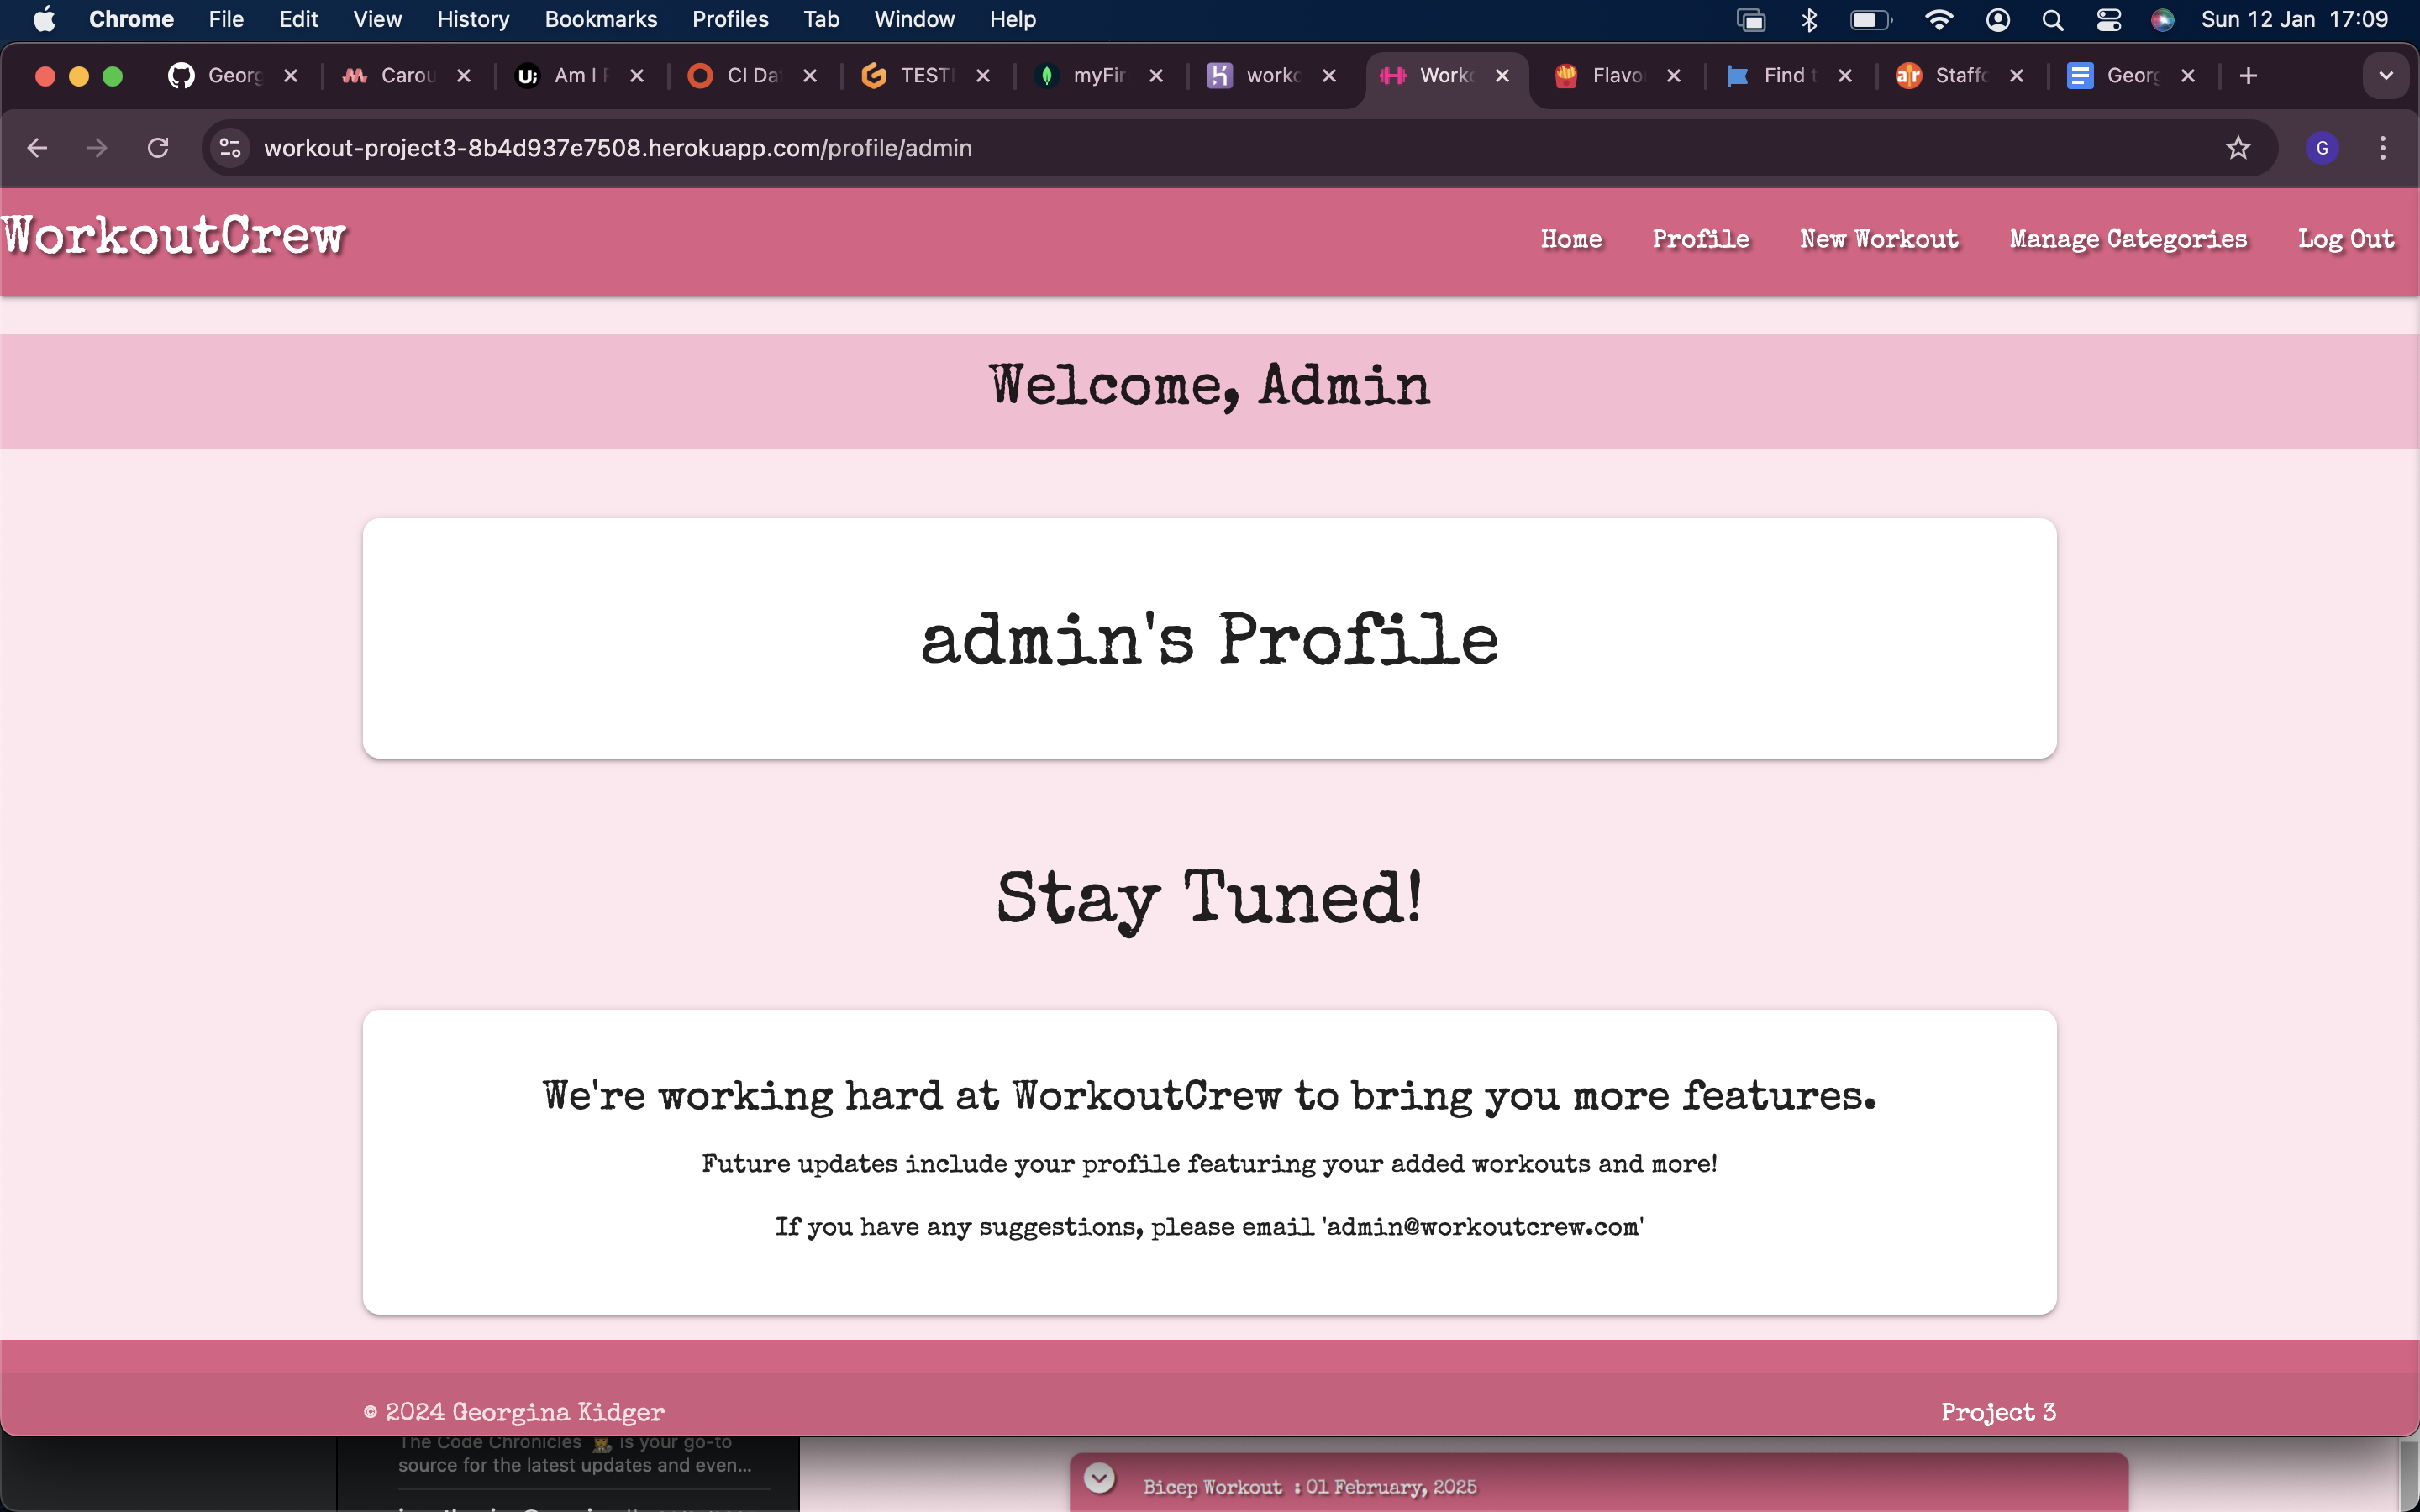 Chrome File Edit View History Bookmarks Profiles Tab Window Help Sun 12 Jan 17:09
Georg Carou Am I CI Da TEST myFir workc Workc Flavo Find Staffc Georg
workout-project3-8b4d937e7508.herokuapp.com/profile/admin G
WorkoutCrew Home Profile New Workout Manage Categories Log Out
Welcome, Admin
admin's Profile
Stay Tuned!
We're working hard at WorkoutCrew to bring you more features.
Future updates include your profile featuring your added workouts and more!
If you have any suggestions, please email 'admin@workoutcrew.com'
© 2024 Georgina Kidger Project 3
The Code Chronicles is your go-to
source for the latest updates and even...
Bicep Workout : 01 February, 2025